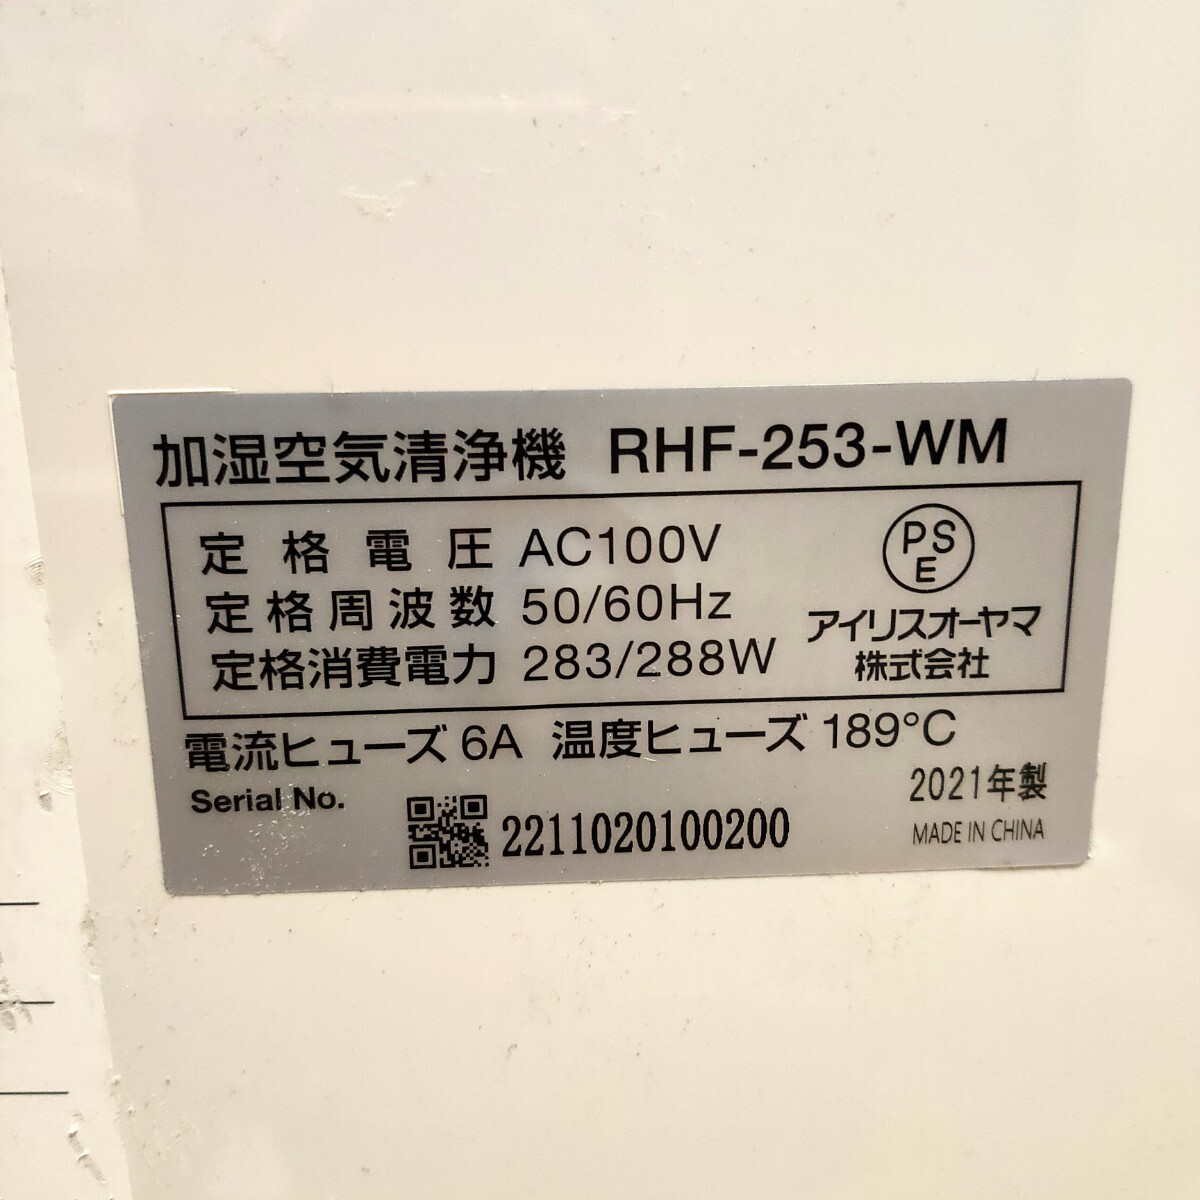 加湿空気清浄機 RHF-253-WM
定格電圧 AC100V
定格周波数 50/60Hz
定格消費電力 283/288W
PS
E
アイリスオーヤマ
株式会社
電流ヒューズ 6A 温度ヒューズ 189°C
Serial No.
2211020100200
2021年製
MADE IN CHINA